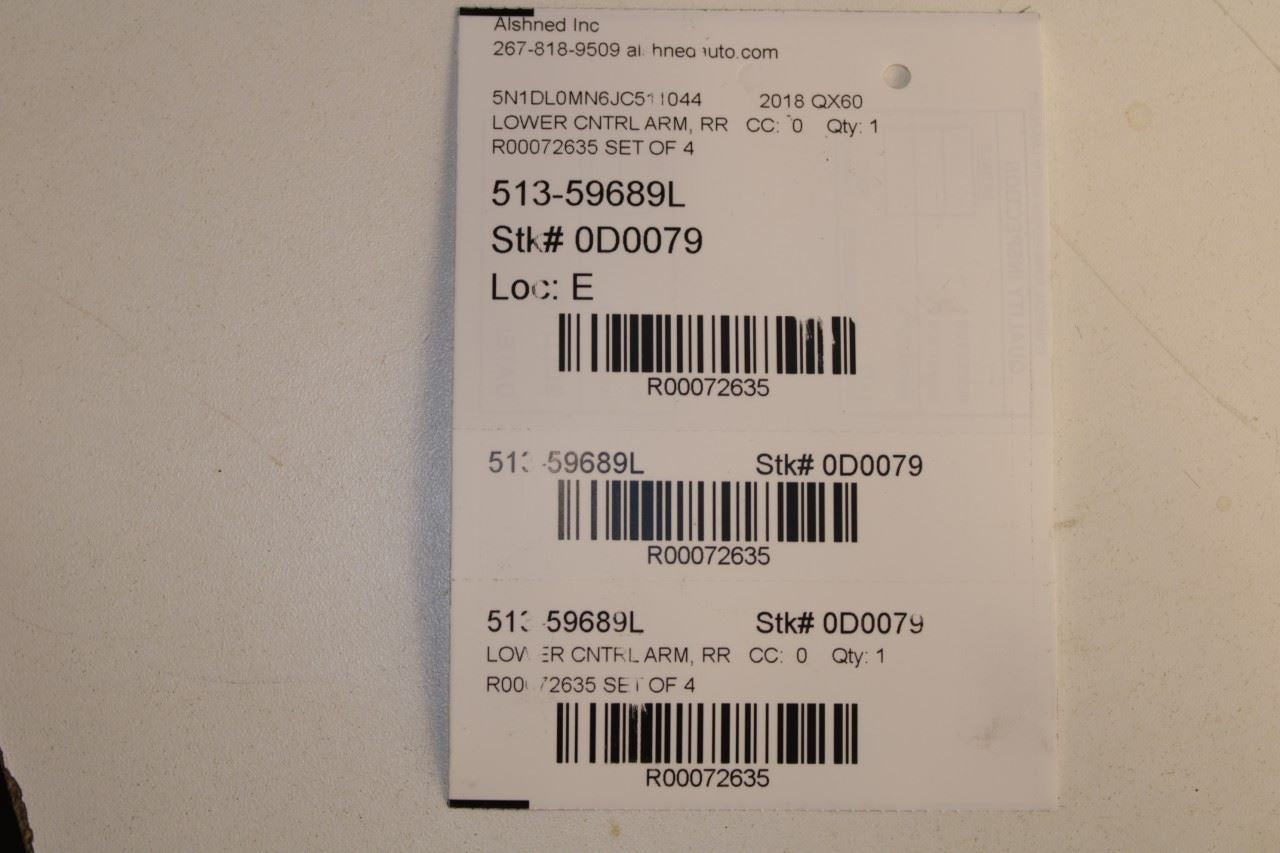 Alshned Inc
267-818-9509
2018 QX60
LOWER CNTRL ARM, RR CC: 0 Qty: 1
R00072635 SET OF 4
513-59689L
Stk# 0D0079
Loc: E
R00072635
513-59689L Stk# 0D0079
R00072635
513-59689L Stk# 0D0079
LOWER CNTRL ARM, RR CC: 0 Qty: 1
R00072635 SET OF 4
R00072635